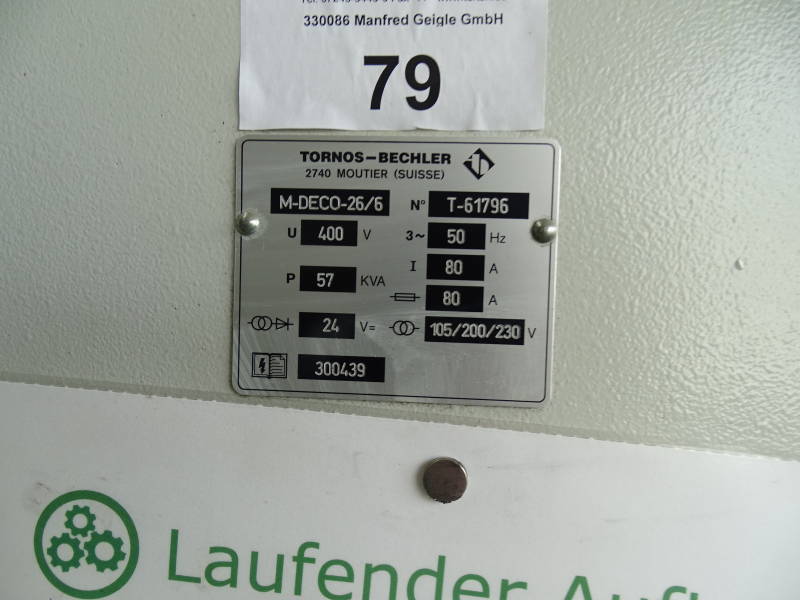 330086 Manfred Geigle GmbH
79
TORNOS-BECHLER
2740 MOUTIER (SUISSE)
M-DECO-26/6 N° T-61796
U 400 V 3~ 50 Hz
I 80 A
P 57 KVA
80 A
24 V= 105/200/230 V
300439
Laufender